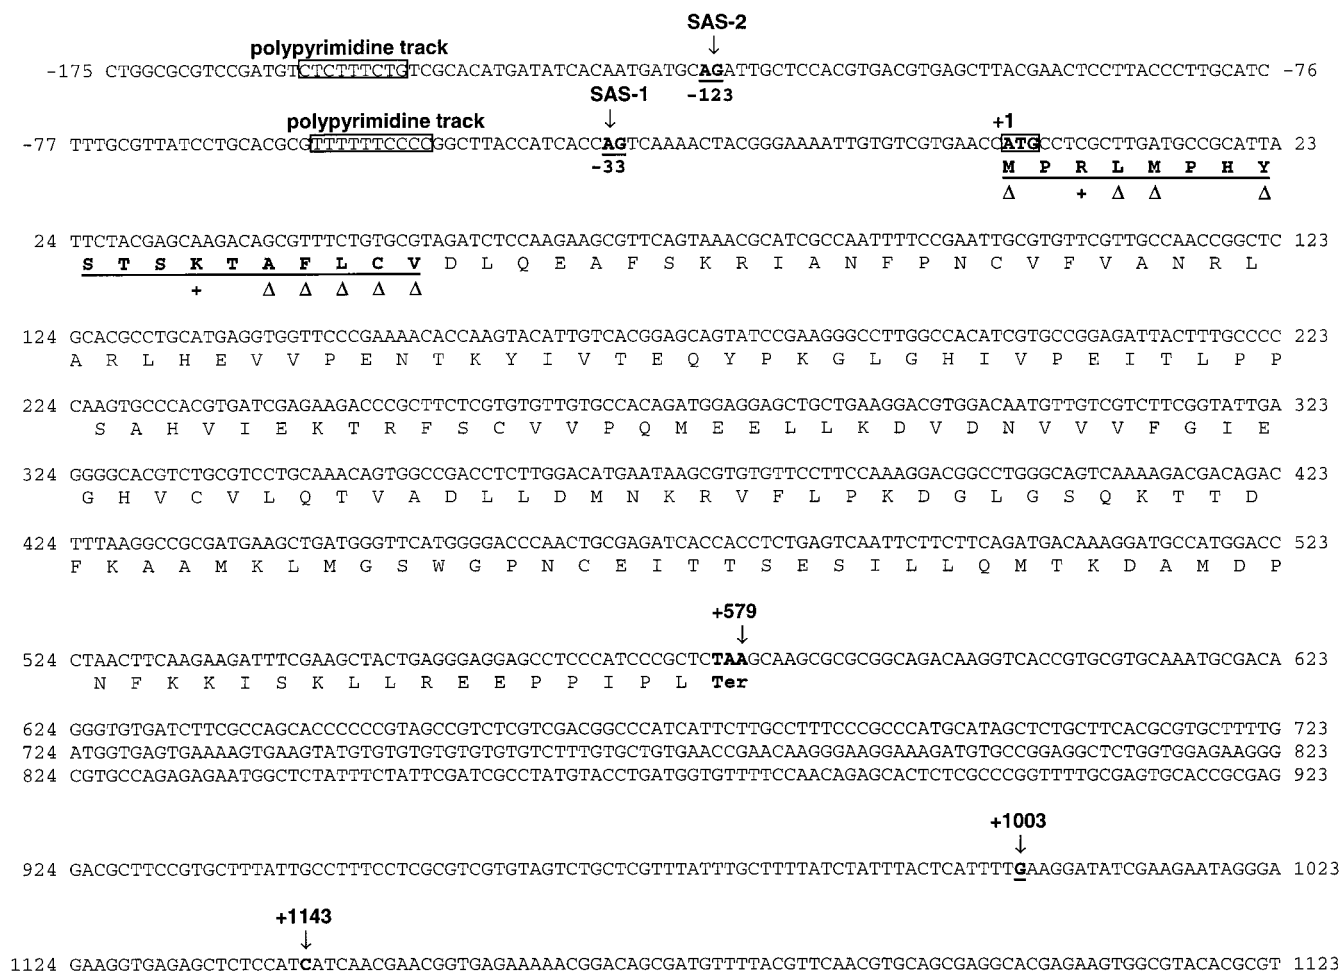 SAS-2
↓
polypyrimidine track
-175 CTGGCGCGTCCGATGTCTCTTTCTGTCGCACATGATATCACAATGATGCAGATTGCTCCACGTGACGTGAGCTTACGAACTCCTTACCCTTGCATC -76
SAS-1 -123
↓
polypyrimidine track +1
-77 TTTGCGTTATCCTGCACGCGTTTTTTCCCCGGCTTACCATCACCAGTCAAAACTACGGGAAAATTGTGTCGTGAACCATGCCTCGCTTGATGCCGCATTA 23
-33 M P R L M P H Y
Δ + Δ Δ Δ
24 TTCTACGAGCAAGACAGCGTTTCTGTGCGTAGATCTCCAAGAAGCGTTCAGTAAACGCATCGCCAATTTTCCGAATTGCGTGTTCGTTGCCAACCGGCTC 123
S T S K T A F L C V D L Q E A F S K R I A N F P N C V F V A N R L
+ Δ Δ Δ Δ Δ
124 GCACGCCTGCATGAGGTGGTTCCCGAAAACACCAAGTACATTGTCACGGAGCAGTATCCGAAGGGCCTTGGCCACATCGTGCCGGAGATTACTTTGCCCC 223
A R L H E V V P E N T K Y I V T E Q Y P K G L G H I V P E I T L P P
224 CAAGTGCCCACGTGATCGAGAAGACCCGCTTCTCGTGTGTTGTGCCACAGATGGAGGAGCTGCTGAAGGACGTGGACAATGTTGTCGTCTTCGGTATTGA 323
S A H V I E K T R F S C V V P Q M E E L L K D V D N V V V F G I E
324 GGGGCACGTCTGCGTCCTGCAAACAGTGGCCGACCTCTTGGACATGAATAAGCGTGTGTTCCTTCCAAAGGACGGCCTGGGCAGTCAAAAGACGACAGAC 423
G H V C V L Q T V A D L L D M N K R V F L P K D G L G S Q K T T D
424 TTTAAGGCCGCGATGAAGCTGATGGGTTCATGGGGACCCAACTGCGAGATCACCACCTCTGAGTCAATTCTTCTTCAGATGACAAAGGATGCCATGGACC 523
F K A A M K L M G S W G P N C E I T T S E S I L L Q M T K D A M D P
+579
↓
524 CTAACTTCAAGAAGATTTCGAAGCTACTGAGGGAGGAGCCTCCCATCCCGCTCTAAGCAAGCGCGCGGCAGACAAGGTCACCGTGCGTGCAAATGCGACA 623
N F K K I S K L L R E E P P I P L Ter
624 GGGTGTGATCTTCGCCAGCACCCCCCGTAGCCGTCTCGTCGACGGCCCATCATTCTTGCCTTTCCCGCCCATGCATAGCTCTGCTTCACGCGTGCTTTTG 723
724 ATGGTGAGTGAAAAGTGAAGTATGTGTGTGTGTGTGTGTCTTTGTGCTGTGAACCGAACAAGGGAAGGAAAGATGTGCCGGAGGCTCTGGTGGAGAAGGG 823
824 CGTGCCAGAGAGAATGGCTCTATTTCTATTCGATCGCCTATGTACCTGATGGTGTTTTCCAACAGAGCACTCTCGCCCGGTTTTGCGAGTGCACCGCGAG 923
+1003
↓
924 GACGCTTCCGTGCTTTATTGCCTTTCCTCGCGTCGTGTAGTCTGCTCGTTTATTTGCTTTTATCTATTTACTCATTTTGAAGGATATCGAAGAATAGGGA 1023
+1143
↓
1124 GAAGGTGAGAGCTCTCCATCATCAACGAACGGTGAGAAAAACGGACAGCGATGTTTTACGTTCAACGTGCAGCGAGGCACGAGAAGTGGCGTACACGCGT 1123